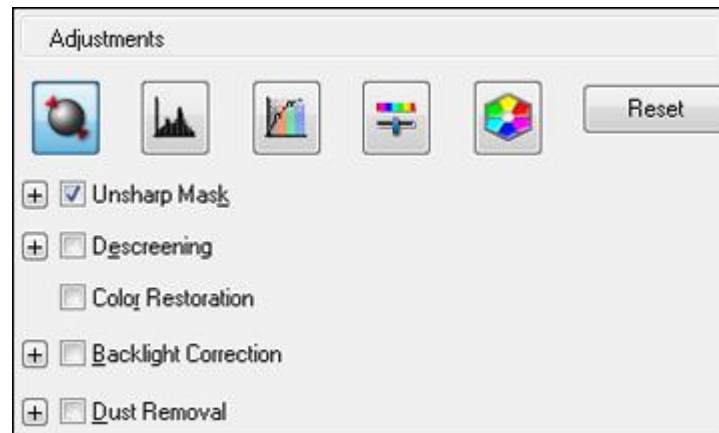 Adjustments
Reset
Unsharp Mask
Descreening
Color Restoration
Backlight Correction
Dust Removal